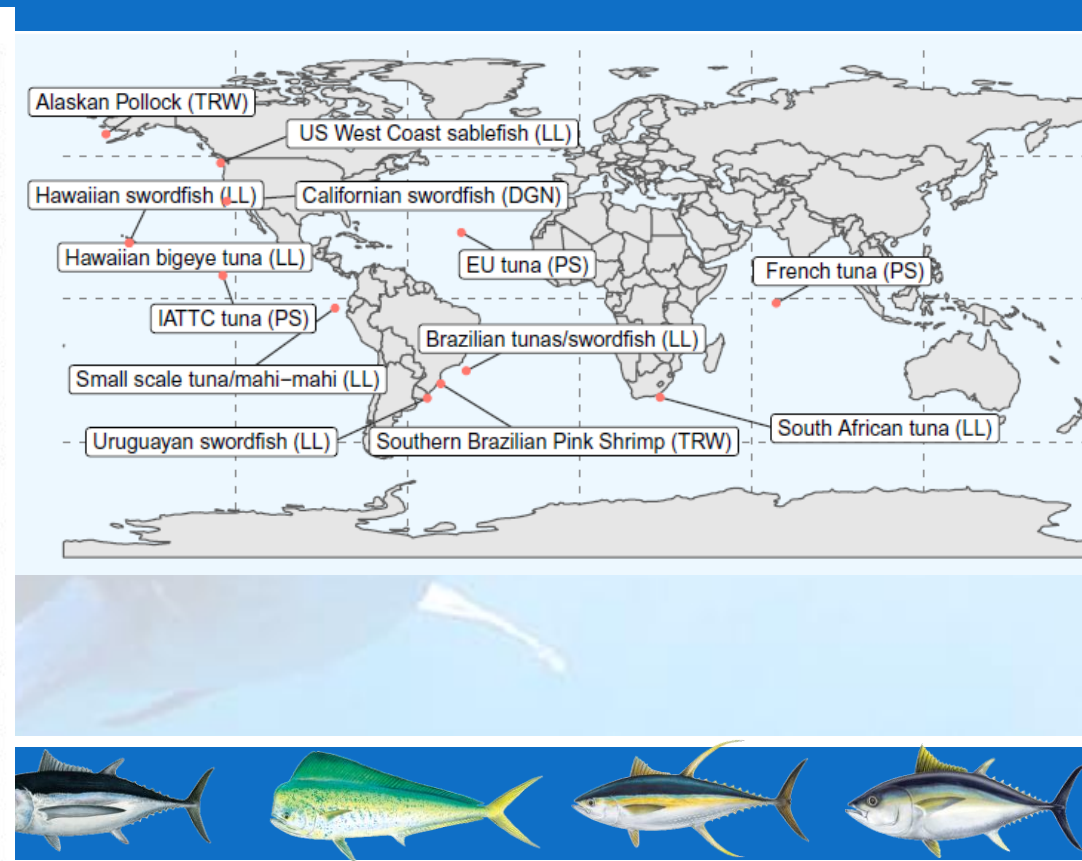 Alaskan Pollock (TRW)
US West Coast sablefish (LL)
Hawaiian swordfish (LL)
Californian swordfish (DGN)
Hawaiian bigeye tuna (LL)
EU tuna (PS)
French tuna (PS)
IATTC tuna (PS)
Brazilian tunas/swordfish (LL)
Small scale tuna/mahi−mahi (LL)
South African tuna (LL)
Uruguayan swordfish (LL)
Southern Brazilian Pink Shrimp (TRW)